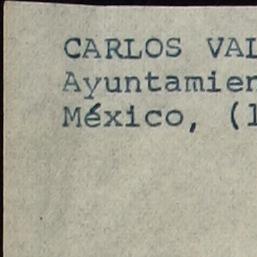 CARLOS VAL
Ayuntamien
México, (1